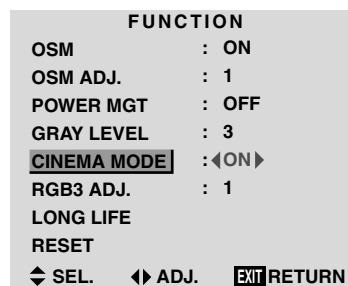 FUNCTION
OSM : ON
OSM ADJ. : 1
POWER MGT : OFF
GRAY LEVEL : 3
CINEMA MODE : ON
RGB3 ADJ. : 1
LONG LIFE
RESET
SEL. ADJ. EXIT RETURN